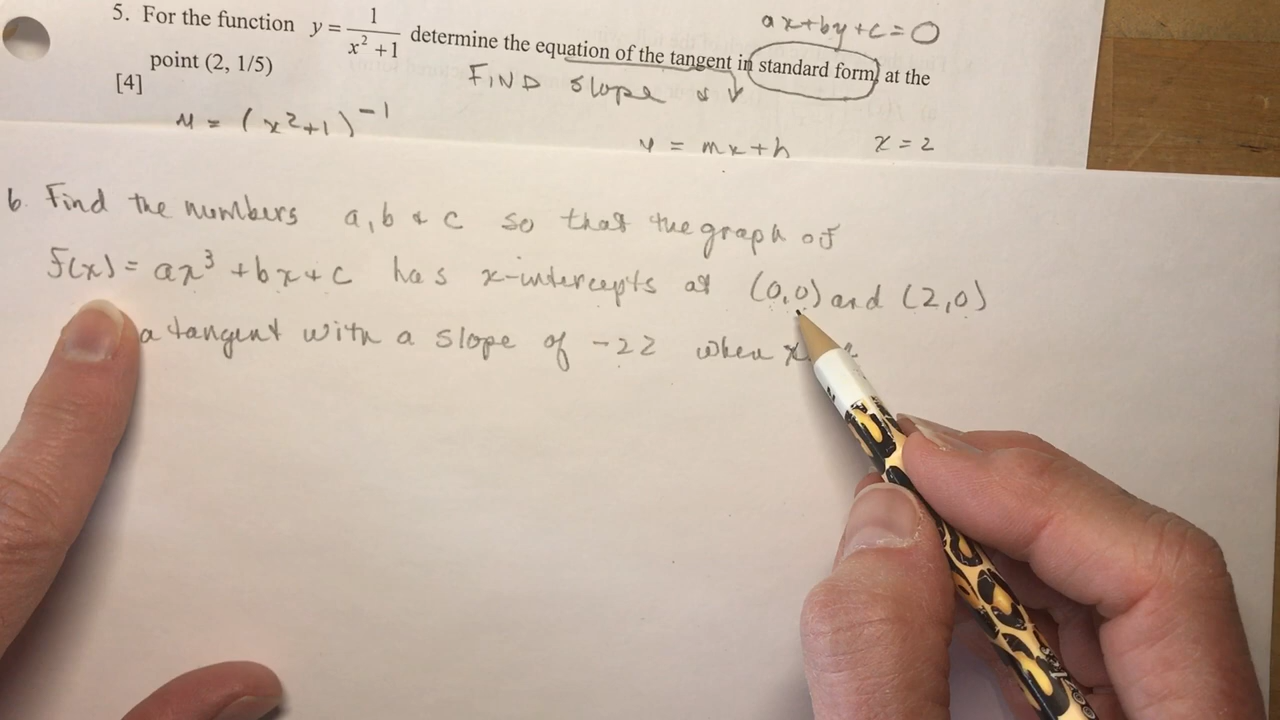 5. For the function y = 1 / (x² + 1) determine the equation of the tangent in standard form, at the
point (2, 1/5)
[4]
ax+by+c=0
FIND slope
y = (x²+1)⁻¹
y = mx+b
x = 2
6. Find the numbers a, b & c so that the graph of
f(x) = ax³ + bx + c has x-intercepts at (0,0) and (2,0)
a tangent with a slope of -22 when x